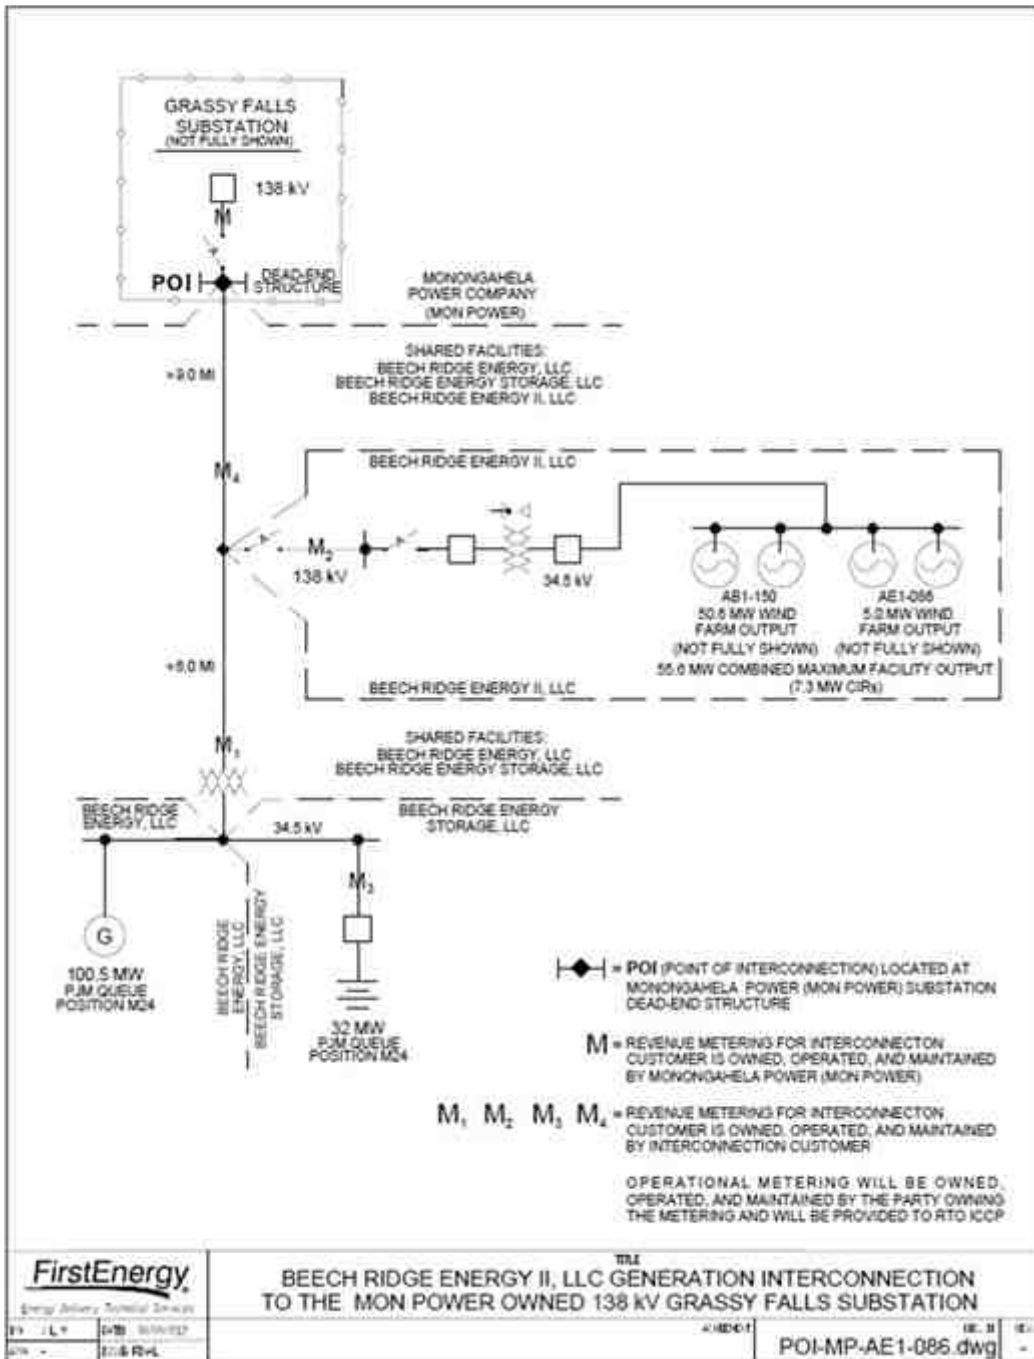 GRASSY FALLS
SUBSTATION
(NOT FULLY SHOWN)
138 kV
M
POI
DEAD-END
STRUCTURE
MONONGAHELA
POWER COMPANY
(MON POWER)
SHARED FACILITIES:
BEECH RIDGE ENERGY, LLC
BEECH RIDGE ENERGY STORAGE, LLC
BEECH RIDGE ENERGY II, LLC
≈9.0 MI
M4
BEECH RIDGE ENERGY II, LLC
M2
138 kV
34.5 kV
AB1-150
50.6 MW WIND
FARM OUTPUT
(NOT FULLY SHOWN)
AE1-086
5.0 MW WIND
FARM OUTPUT
(NOT FULLY SHOWN)
55.6 MW COMBINED MAXIMUM FACILITY OUTPUT
(7.3 MW CIRs)
BEECH RIDGE ENERGY II, LLC
SHARED FACILITIES:
BEECH RIDGE ENERGY, LLC
BEECH RIDGE ENERGY STORAGE, LLC
BEECH RIDGE
ENERGY, LLC
34.5 kV
BEECH RIDGE ENERGY
STORAGE, LLC
M3
BEECH RIDGE
ENERGY, LLC
BEECH RIDGE ENERGY
STORAGE, LLC
G
100.5 MW
PJM QUEUE
POSITION M24
32 MW
PJM QUEUE
POSITION M24
= POI (POINT OF INTERCONNECTION) LOCATED AT
MONONGAHELA POWER (MON POWER) SUBSTATION
DEAD-END STRUCTURE
M = REVENUE METERING FOR INTERCONNECTON
CUSTOMER IS OWNED, OPERATED, AND MAINTAINED
BY MONONGAHELA POWER (MON POWER)
M1 M2 M3 M4 = REVENUE METERING FOR INTERCONNECTON
CUSTOMER IS OWNED, OPERATED, AND MAINTAINED
BY INTERCONNECTION CUSTOMER
OPERATIONAL METERING WILL BE OWNED,
OPERATED, AND MAINTAINED BY THE PARTY OWNING
THE METERING AND WILL BE PROVIDED TO RTO ICCP
FirstEnergy
Energy Delivery Technical Services
TITLE
BEECH RIDGE ENERGY II, LLC GENERATION INTERCONNECTION
TO THE MON POWER OWNED 138 kV GRASSY FALLS SUBSTATION
POI-MP-AE1-086.dwg